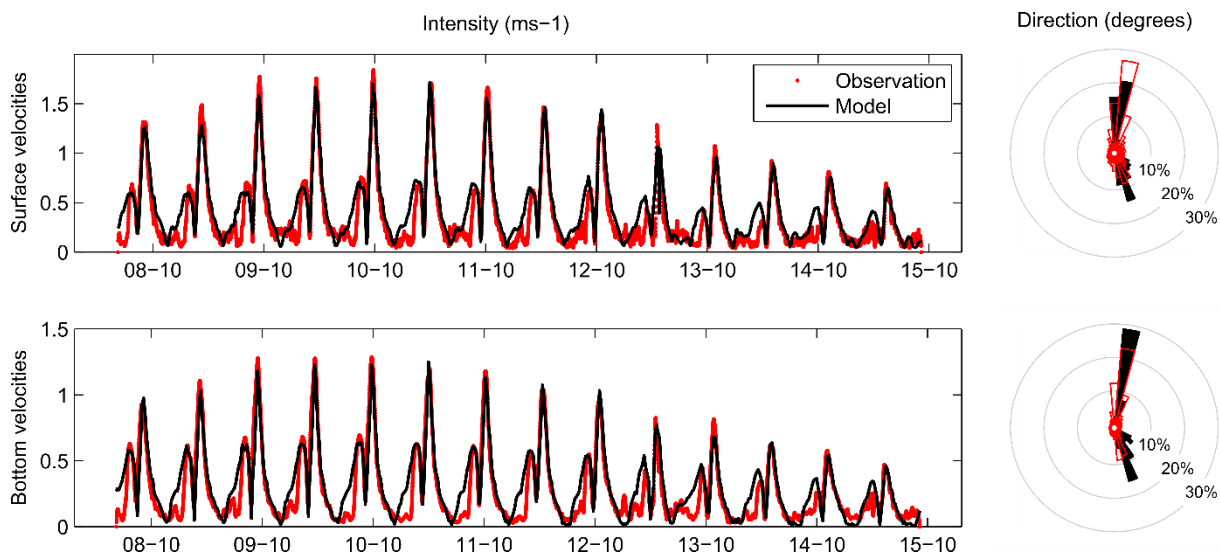 Intensity (ms−1)
Direction (degrees)
Surface velocities
1.5
1
0.5
0
Observation
Model
08−10 09−10 10−10 11−10 12−10 13−10 14−10 15−10
10%
20%
30%
Bottom velocities
1.5
1
0.5
0
08−10 09−10 10−10 11−10 12−10 13−10 14−10 15−10
10%
20%
30%